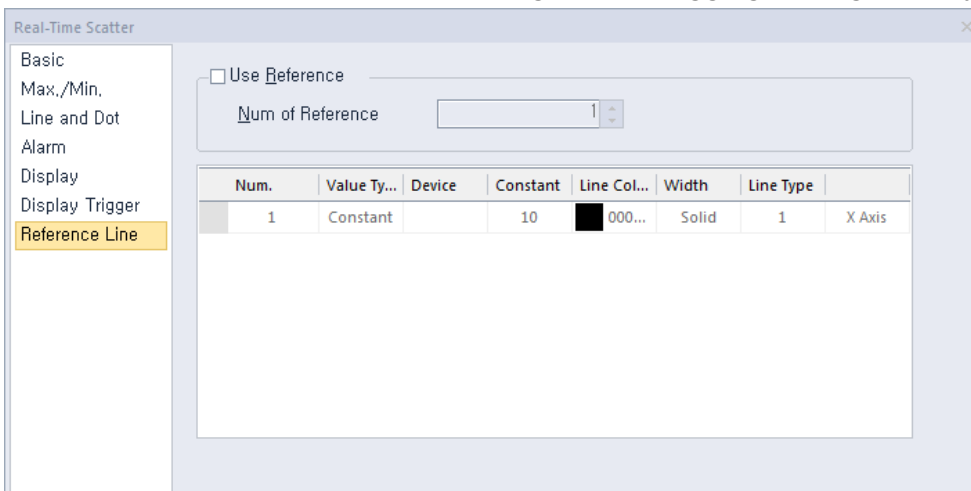 Real-Time Scatter
Basic
Max./Min.
Line and Dot
Alarm
Display
Display Trigger
Reference Line
Use Reference
Num of Reference 1
Num. Value Ty... Device Constant Line Col... Width Line Type
1 Constant 10 000... Solid 1 X Axis